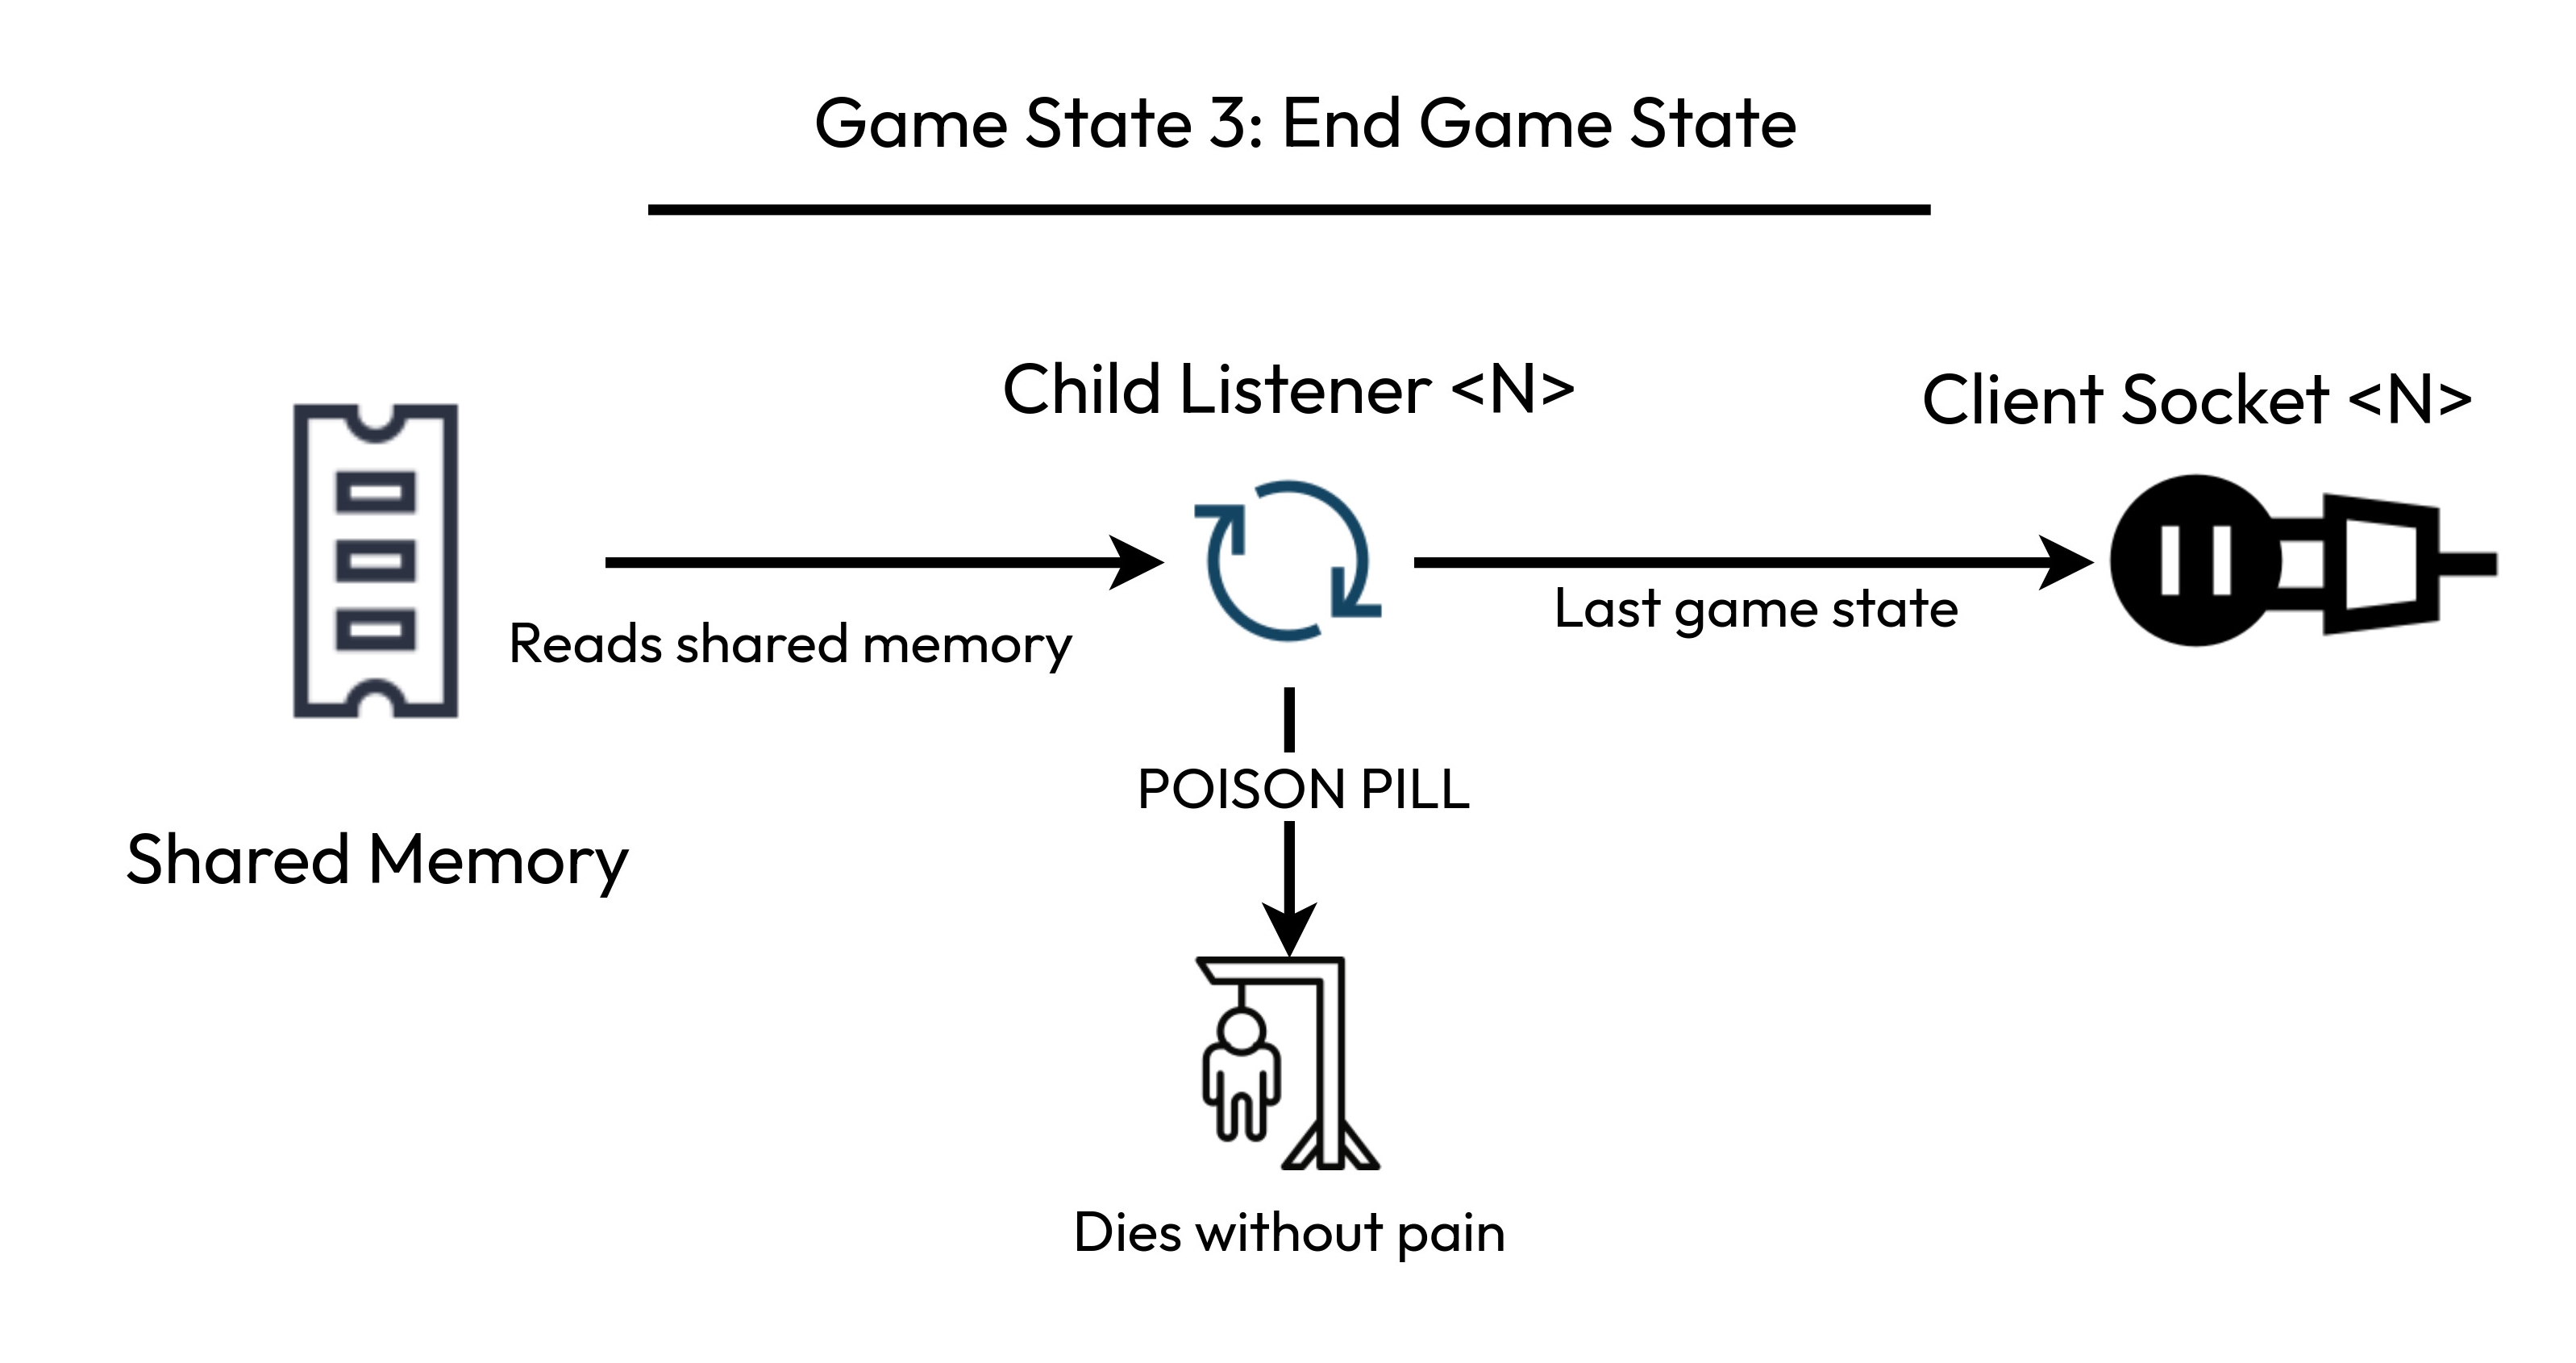 Game State 3: End Game State
Child Listener <N>
Client Socket <N>
Reads shared memory
Last game state
POISON PILL
Shared Memory
Dies without pain